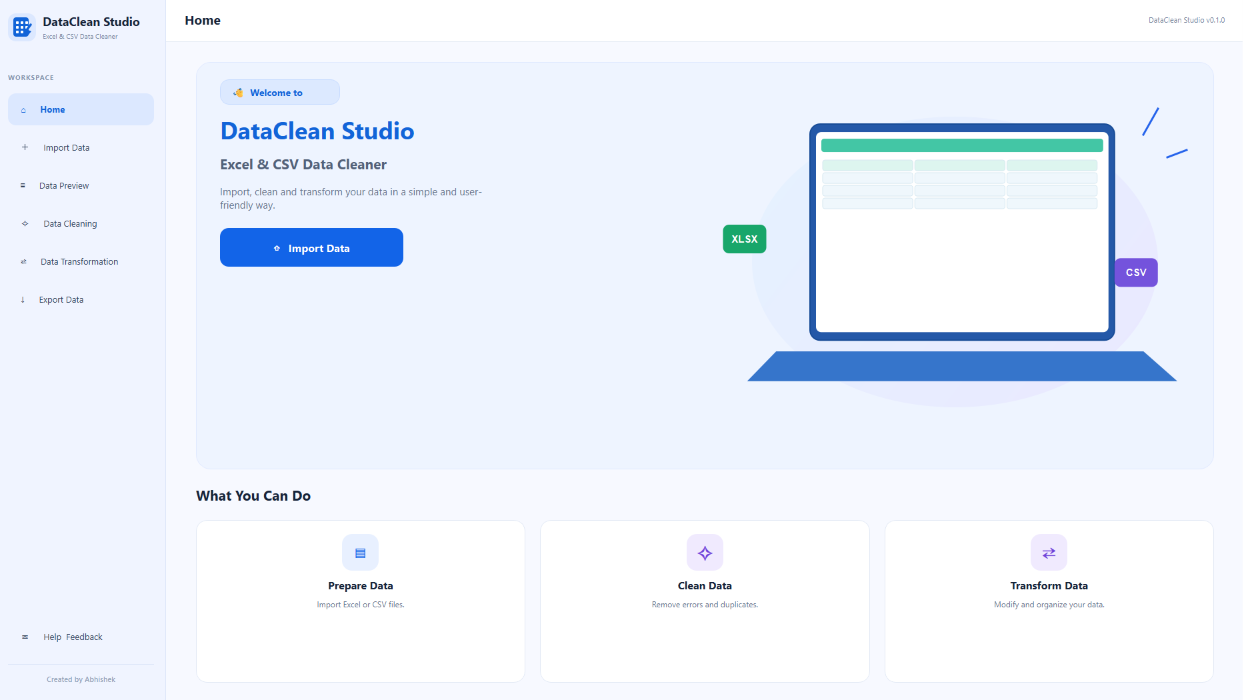 DataClean Studio
Excel & CSV Data Cleaner
WORKSPACE
Home
Import Data
Data Preview
Data Cleaning
Data Transformation
Export Data
Help  Feedback
Created by Abhishek
Home
DataClean Studio v0.1.0
Welcome to
DataClean Studio
Excel & CSV Data Cleaner
Import, clean and transform your data in a simple and user-
friendly way.
Import Data
XLSX
CSV
What You Can Do
Prepare Data
Import Excel or CSV files.
Clean Data
Remove errors and duplicates.
Transform Data
Modify and organize your data.